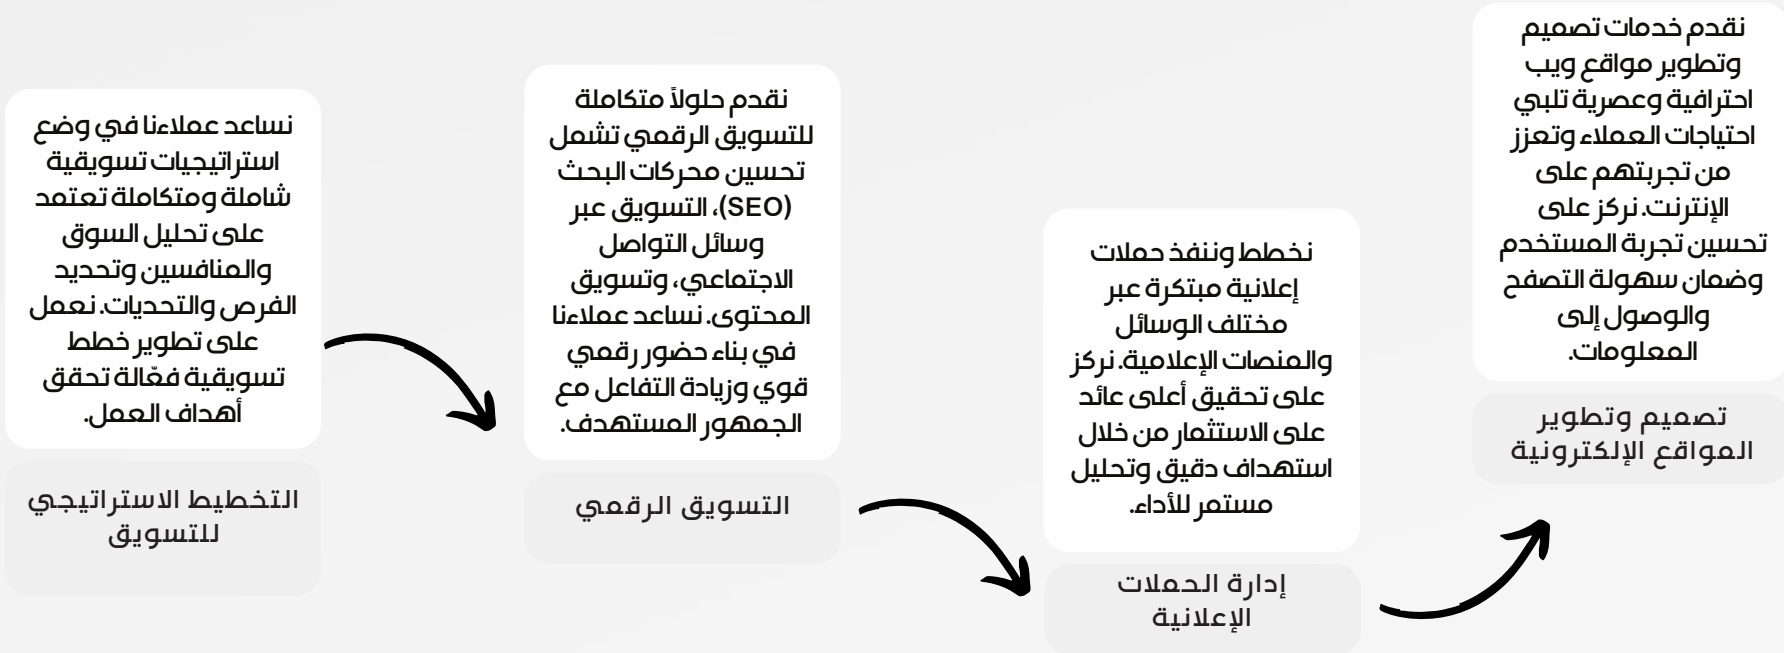 نساعد عملاءنا في وضع
استراتيجيات تسويقية
شاملة ومتكاملة تعتمد
على تحليل السوق
والمنافسين وتحديد
الفرص والتحديات. نعمل
على تطوير خطط
تسويقية فعّالة تحقق
أهداف العمل.
التخطيط الاستراتيجي
للتسويق
نقدم حلولاً متكاملة
للتسويق الرقمي تشمل
تحسين محركات البحث
(SEO)، التسويق عبر
وسائل التواصل
الاجتماعي، وتسويق
المحتوى. نساعد عملاءنا
في بناء حضور رقمي
قوي وزيادة التفاعل مع
الجمهور المستهدف.
التسويق الرقمي
نخطط وننفذ حملات
إعلانية مبتكرة عبر
مختلف الوسائل
والمنصات الإعلامية. نركز
على تحقيق أعلى عائد
على الاستثمار من خلال
استهداف دقيق وتحليل
مستمر للأداء.
إدارة الحملات
الإعلانية
نقدم خدمات تصميم
وتطوير مواقع ويب
احترافية وعصرية تلبي
احتياجات العملاء وتعزز
من تجربتهم على
الإنترنت. نركز على
تحسين تجربة المستخدم
وضمان سهولة التصفح
والوصول إلى
المعلومات.
تصميم وتطوير
المواقع الإلكترونية